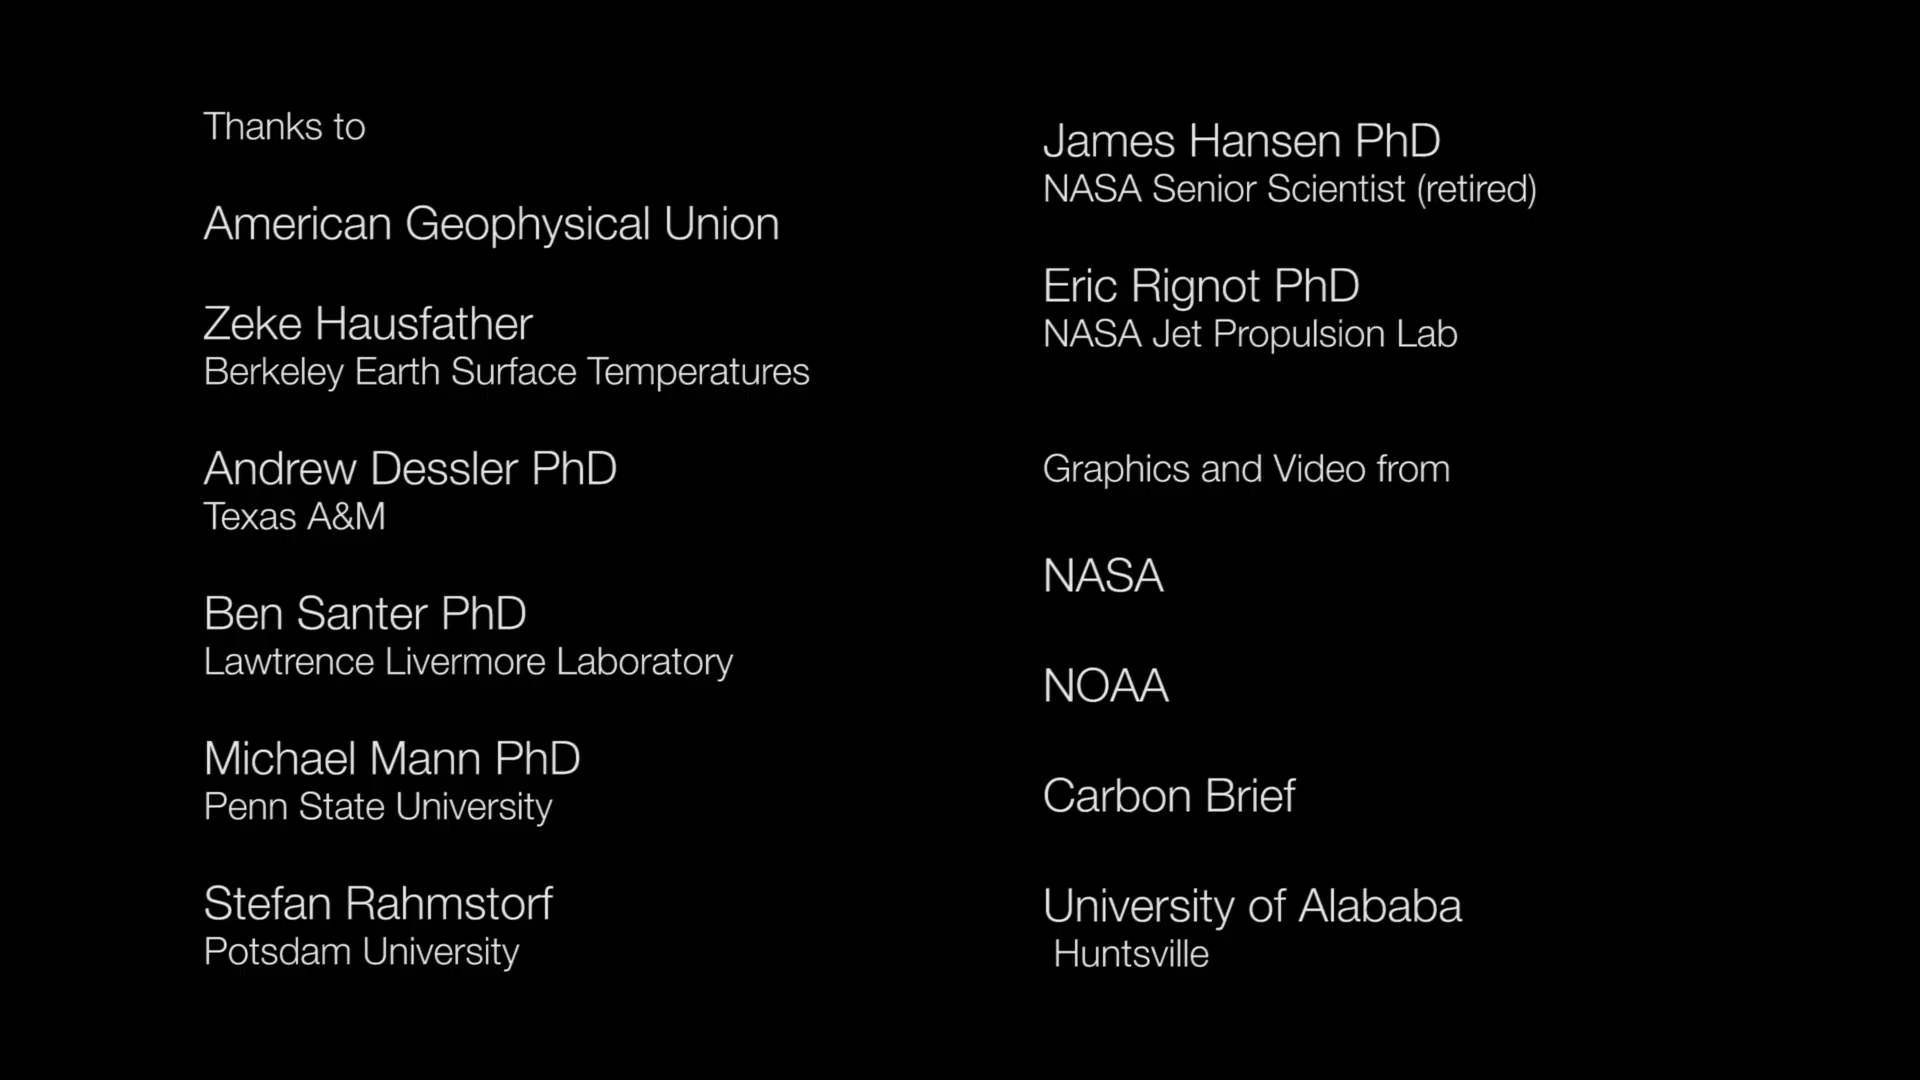 Thanks to
American Geophysical Union
Zeke Hausfather
Berkeley Earth Surface Temperatures
Andrew Dessler PhD
Texas A&M
Ben Santer PhD
Lawtrence Livermore Laboratory
Michael Mann PhD
Penn State University
Stefan Rahmstorf
Potsdam University
James Hansen PhD
NASA Senior Scientist (retired)
Eric Rignot PhD
NASA Jet Propulsion Lab
Graphics and Video from
NASA
NOAA
Carbon Brief
University of Alababa
Huntsville